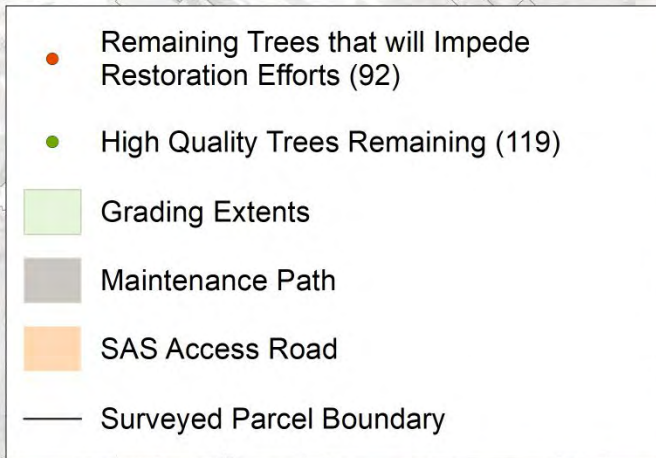 Remaining Trees that will Impede
Restoration Efforts (92)
High Quality Trees Remaining (119)
Grading Extents
Maintenance Path
SAS Access Road
Surveyed Parcel Boundary